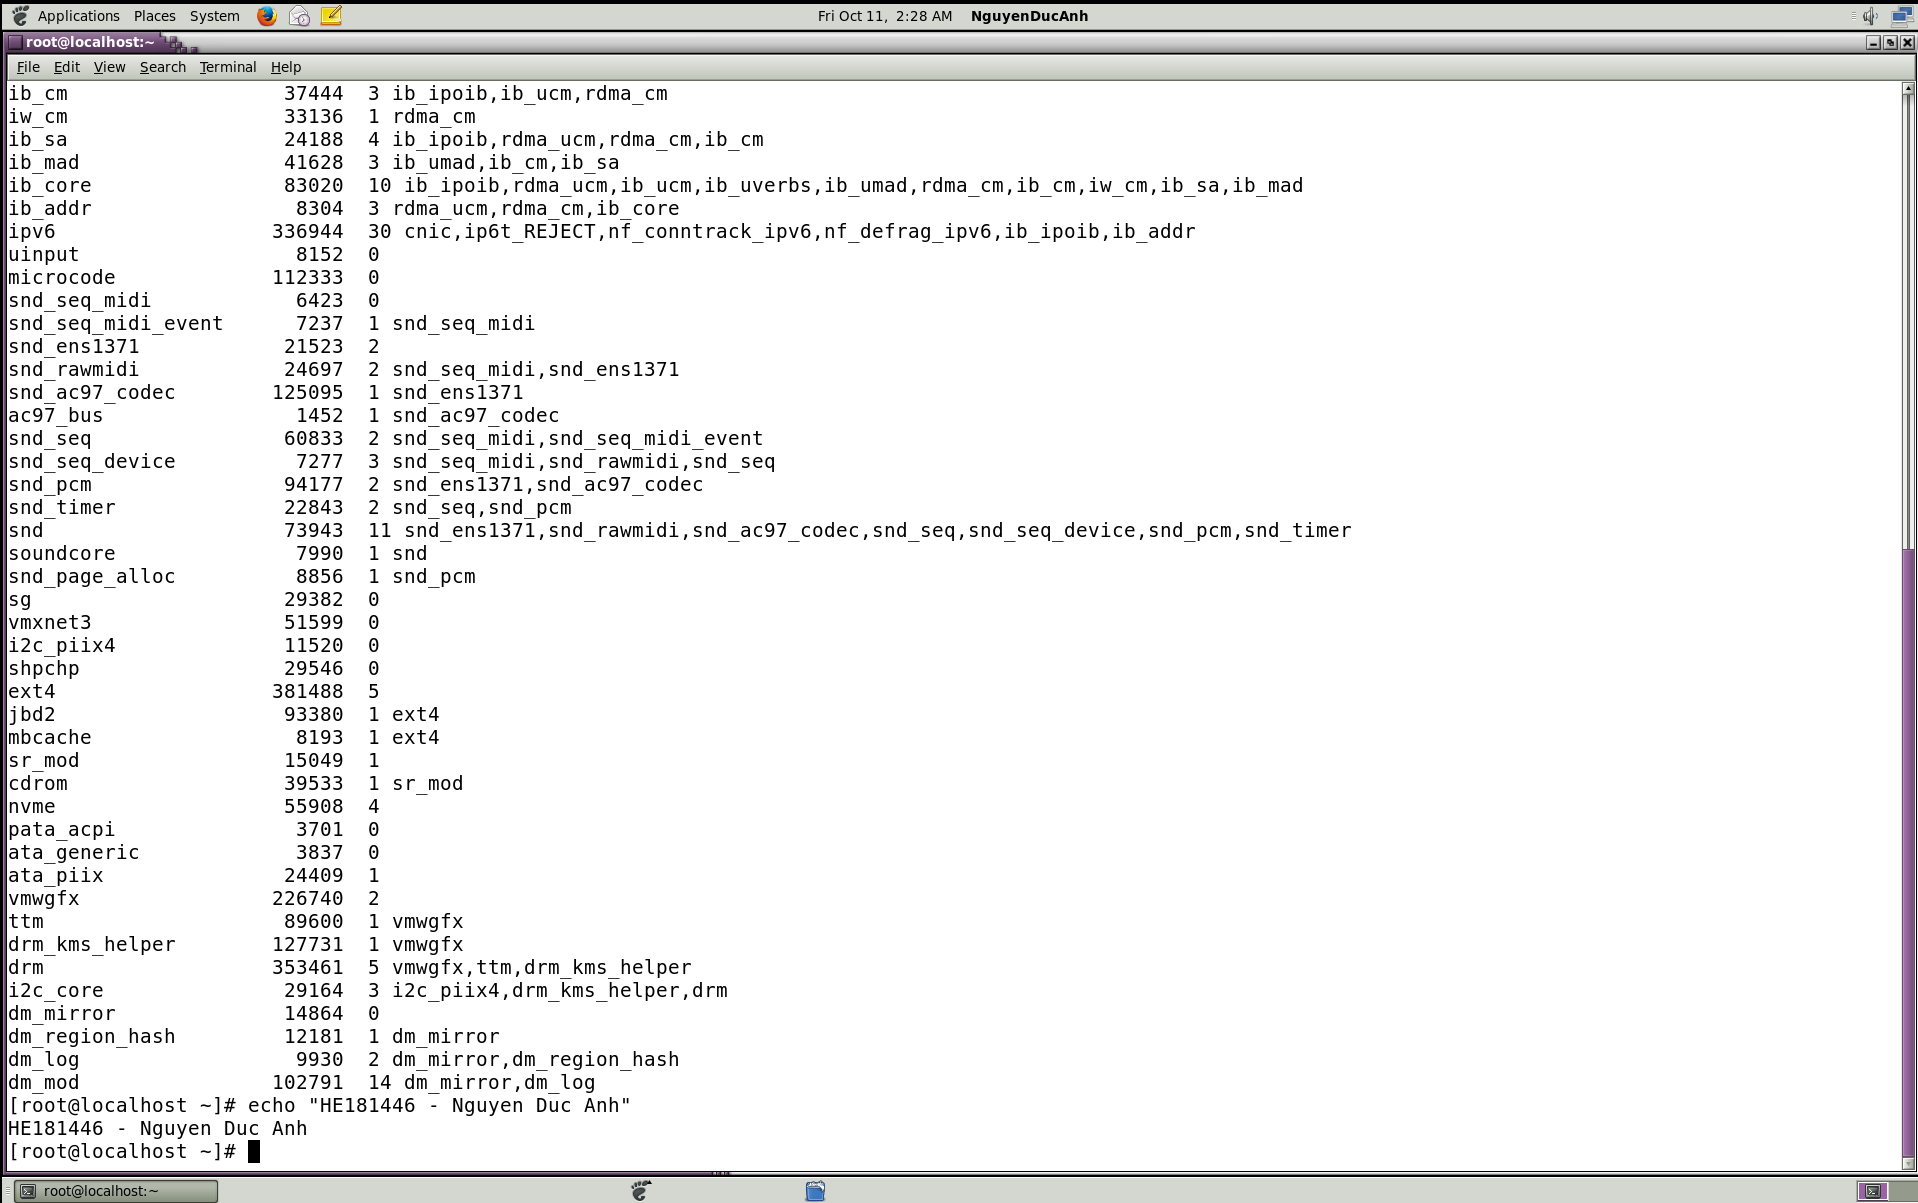 Applications Places System Fri Oct 11, 2:28 AM NguyenDucAnh
root@localhost:~
File Edit View Search Terminal Help
ib_cm                  37444  3 ib_ipoib,ib_ucm,rdma_cm
iw_cm                  33136  1 rdma_cm
ib_sa                  24188  4 ib_ipoib,rdma_ucm,rdma_cm,ib_cm
ib_mad                 41628  3 ib_umad,ib_cm,ib_sa
ib_core                83020  10 ib_ipoib,rdma_ucm,ib_ucm,ib_uverbs,ib_umad,rdma_cm,ib_cm,iw_cm,ib_sa,ib_mad
ib_addr                 8304  3 rdma_ucm,rdma_cm,ib_core
ipv6                  336944  30 cnic,ip6t_REJECT,nf_conntrack_ipv6,nf_defrag_ipv6,ib_ipoib,ib_addr
uinput                  8152  0
microcode             112333  0
snd_seq_midi            6423  0
snd_seq_midi_event      7237  1 snd_seq_midi
snd_ens1371            21523  2
snd_rawmidi            24697  2 snd_seq_midi,snd_ens1371
snd_ac97_codec        125095  1 snd_ens1371
ac97_bus                1452  1 snd_ac97_codec
snd_seq                60833  2 snd_seq_midi,snd_seq_midi_event
snd_seq_device          7277  3 snd_seq_midi,snd_rawmidi,snd_seq
snd_pcm                94177  2 snd_ens1371,snd_ac97_codec
snd_timer              22843  2 snd_seq,snd_pcm
snd                    73943  11 snd_ens1371,snd_rawmidi,snd_ac97_codec,snd_seq,snd_seq_device,snd_pcm,snd_timer
soundcore               7990  1 snd
snd_page_alloc          8856  1 snd_pcm
sg                     29382  0
vmxnet3                51599  0
i2c_piix4              11520  0
shpchp                 29546  0
ext4                  381488  5
jbd2                   93380  1 ext4
mbcache                 8193  1 ext4
sr_mod                 15049  1
cdrom                  39533  1 sr_mod
nvme                   55908  4
pata_acpi               3701  0
ata_generic             3837  0
ata_piix               24409  1
vmwgfx                226740  2
ttm                    89600  1 vmwgfx
drm_kms_helper        127731  1 vmwgfx
drm                   353461  5 vmwgfx,ttm,drm_kms_helper
i2c_core               29164  3 i2c_piix4,drm_kms_helper,drm
dm_mirror              14864  0
dm_region_hash         12181  1 dm_mirror
dm_log                  9930  2 dm_mirror,dm_region_hash
dm_mod                102791  14 dm_mirror,dm_log
[root@localhost ~]# echo "HE181446 - Nguyen Duc Anh"
HE181446 - Nguyen Duc Anh
[root@localhost ~]#
root@localhost:~